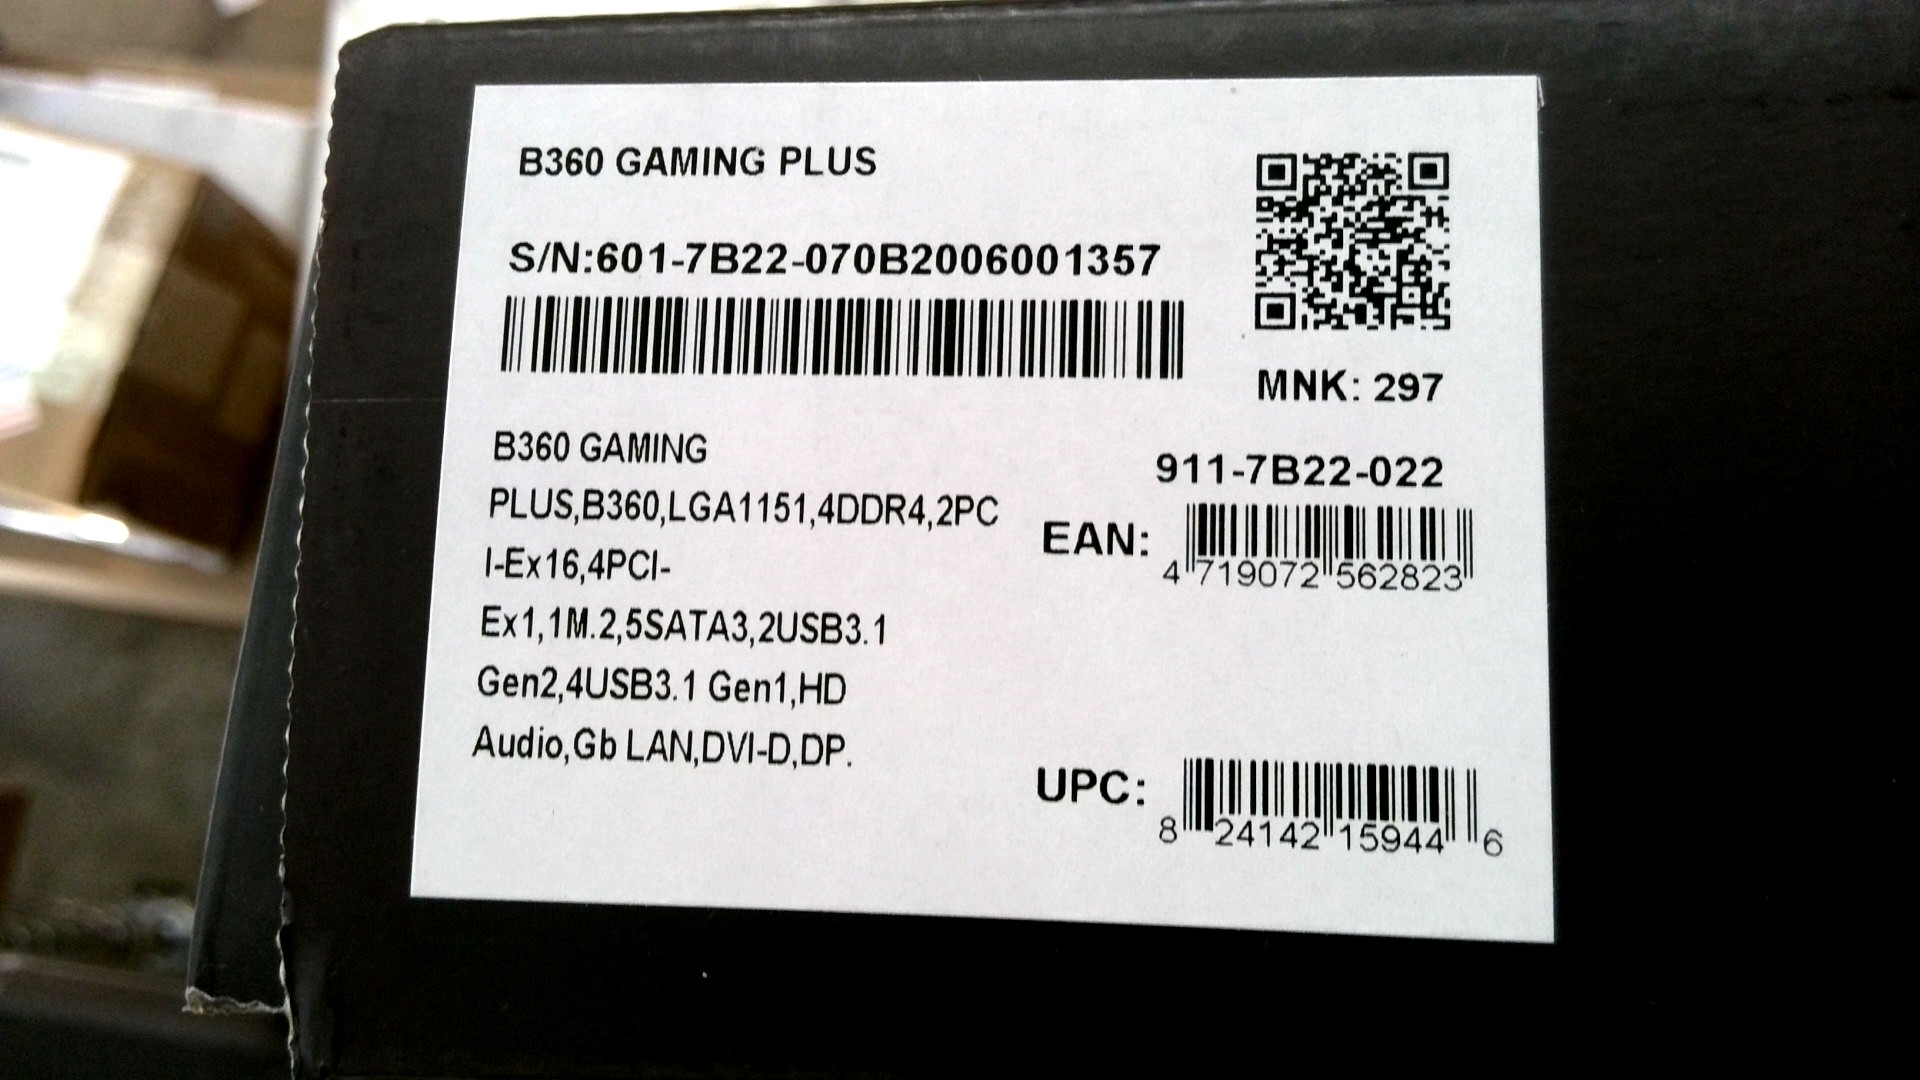 B360 GAMING PLUS
S/N:601-7B22-070B2006001357
MNK: 297
B360 GAMING
PLUS,B360,LGA1151,4DDR4,2PC
I-Ex16,4PCI-
Ex1,1M.2,5SATA3,2USB3.1
Gen2,4USB3.1 Gen1,HD
Audio,Gb LAN,DVI-D,DP.
911-7B22-022
EAN:
4 719072 562823
UPC:
8 24142 15944 6